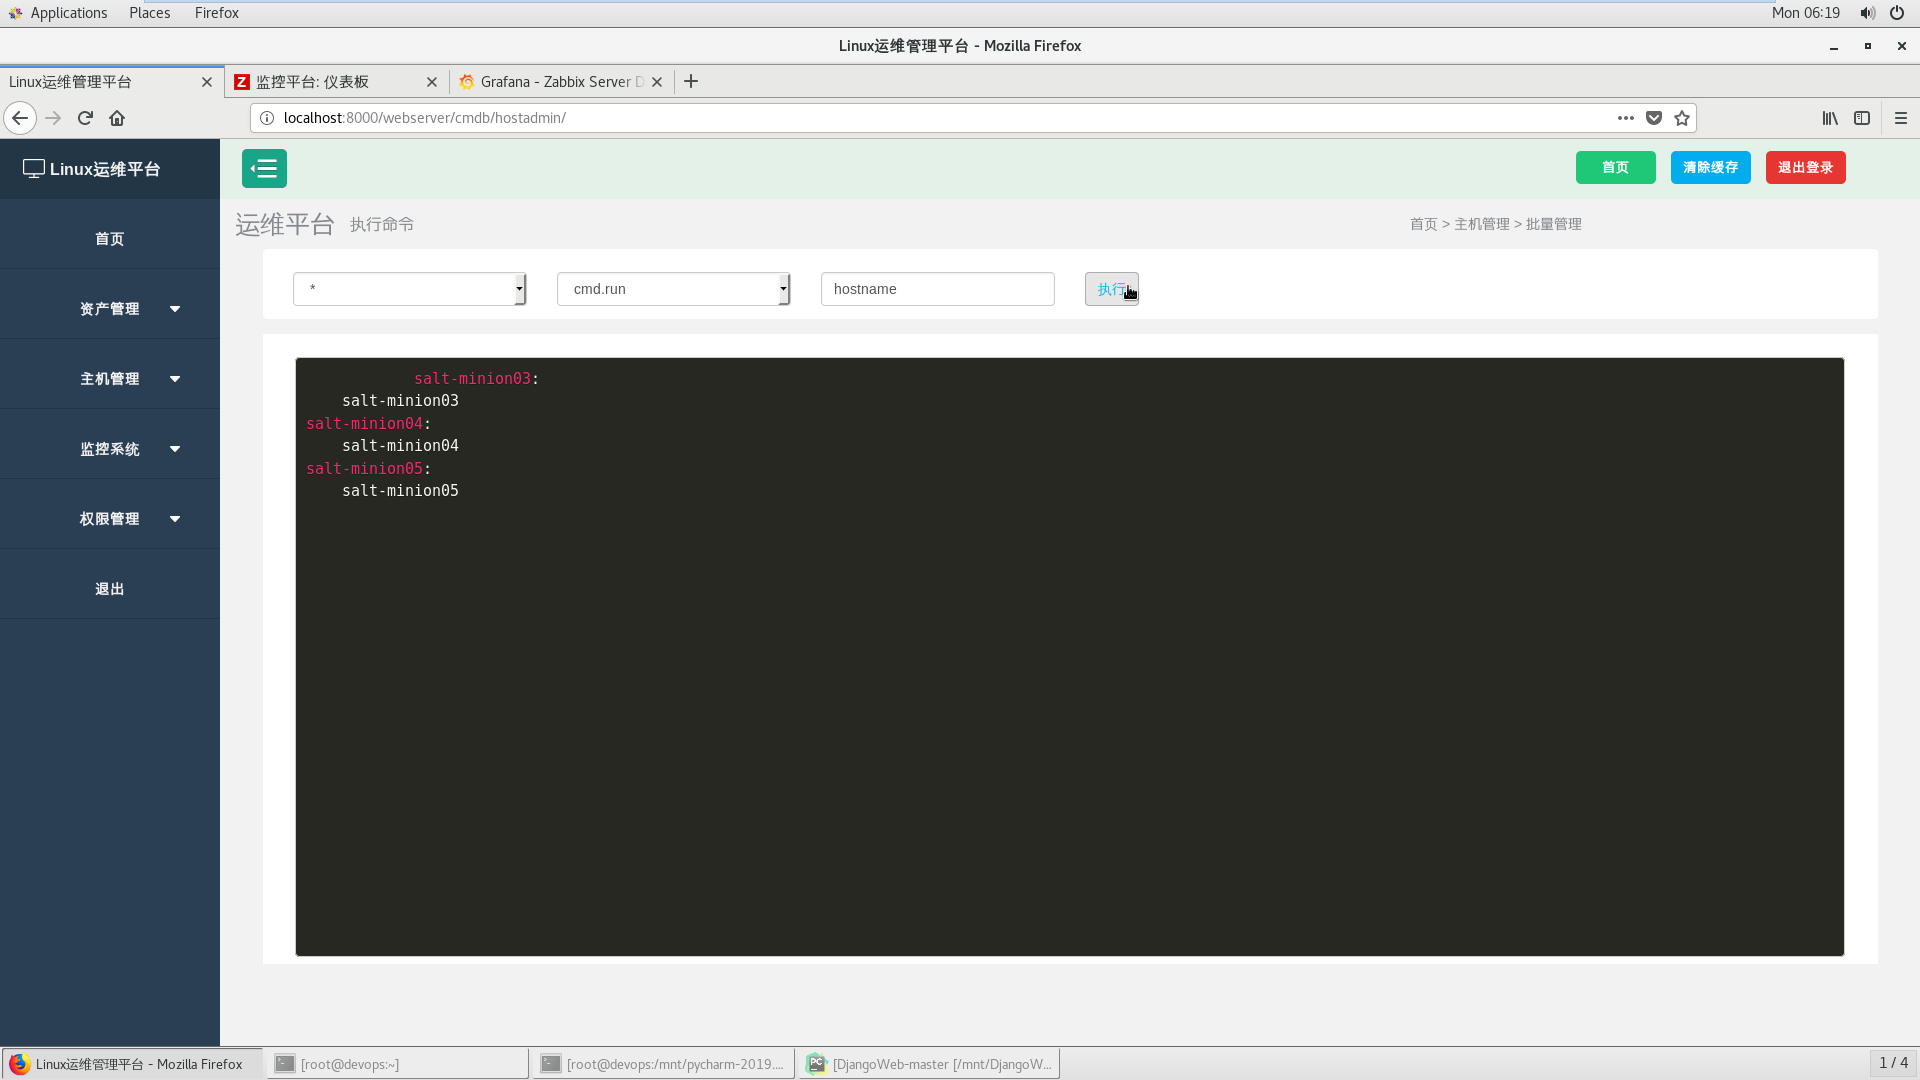 Applications Places Firefox Mon 06:19
Linux运维管理平台 - Mozilla Firefox
Linux运维管理平台 监控平台: 仪表板 Grafana - Zabbix Server D
localhost:8000/webserver/cmdb/hostadmin/
Linux运维平台 首页 清除缓存 退出登录
运维平台 执行命令 首页 > 主机管理 > 批量管理
首页
资产管理
主机管理
监控系统
权限管理
退出
* cmd.run hostname 执行
salt-minion03:
salt-minion03
salt-minion04:
salt-minion04
salt-minion05:
salt-minion05
Linux运维管理平台 - Mozilla Firefox [root@devops:~] [root@devops:/mnt/pycharm-2019.... [DjangoWeb-master [/mnt/DjangoW... 1 / 4